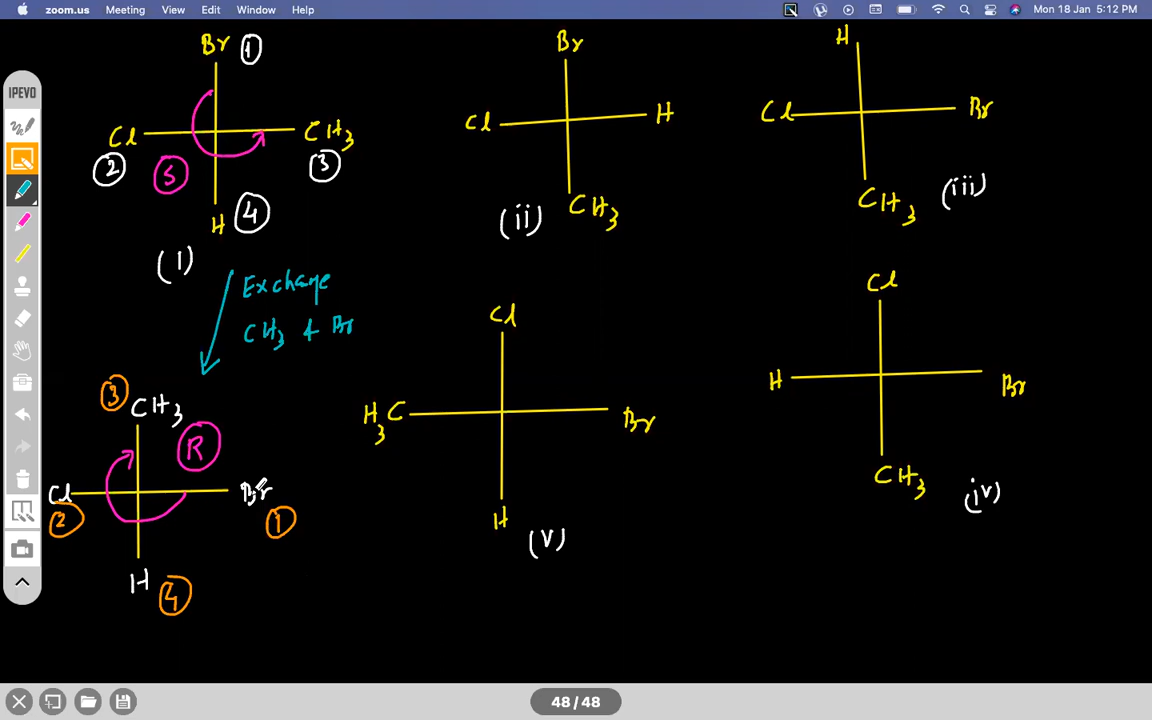 zoom.us Meeting View Edit Window Help
Mon 18 Jan 5:12 PM
IPEVO
Br ①
Cl
CH3
② S ③
H ④
(1)
Br
Cl H
CH3
(ii)
H
Cl Br
CH3
(iii)
Exchange
CH3 + Br
③ CH3
R
Cl Br
② ①
H ④
Cl
H3C Br
H
(v)
Cl
H Br
CH3
(iv)
48 / 48